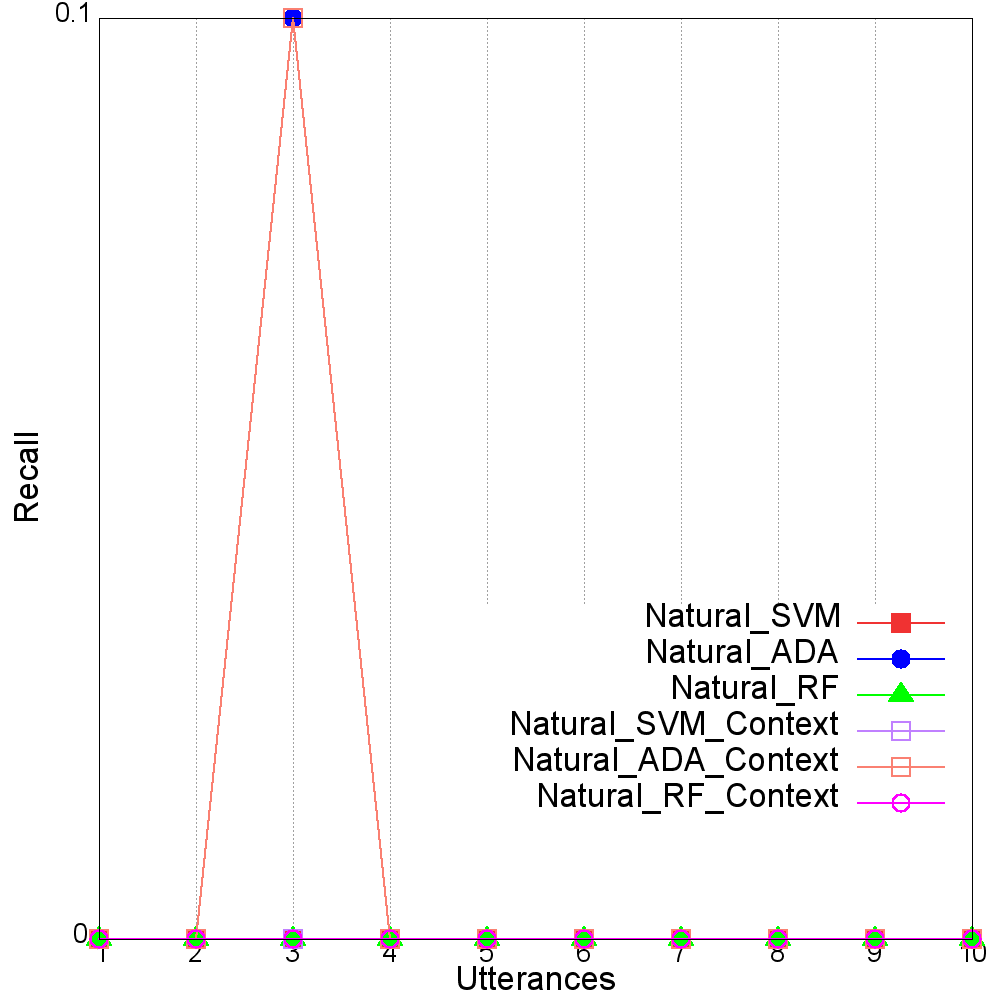 0.1
Recall
Natural_SVM
Natural_ADA
Natural_RF
Natural_SVM_Context
Natural_ADA_Context
Natural_RF_Context
0
1 2 3 4 5 6 7 8 9 10
Utterances